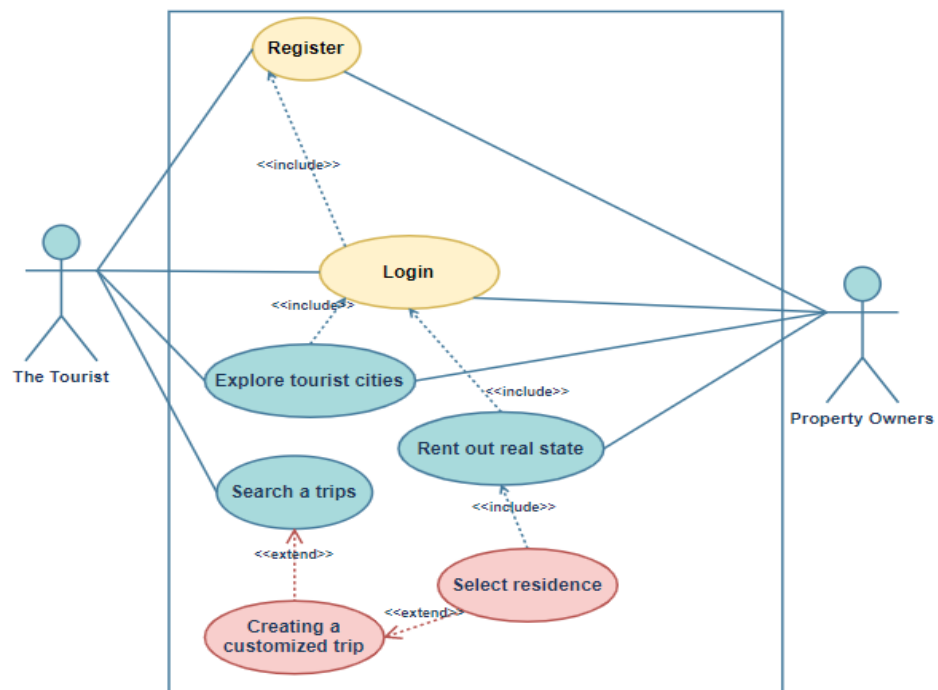 Register
<<include>>
Login
<<include>>
The Tourist
Explore tourist cities
<<include>>
Property Owners
Rent out real state
Search a trips
<<include>>
<<extend>>
Select residence
<<extend>>
Creating a
customized trip